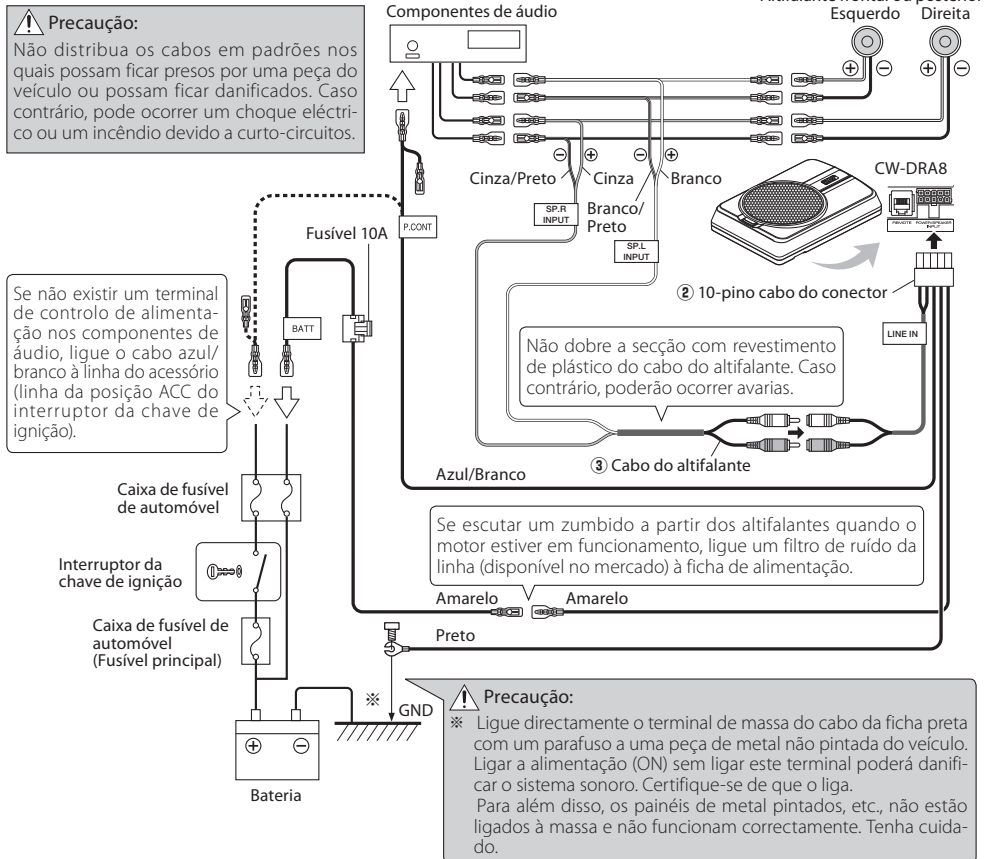 Altifalante frontal ou posterior
Componentes de áudio
Esquerdo Direita
Precaução:
Não distribua os cabos em padrões nos
quais possam ficar presos por uma peça do
veículo ou possam ficar danificados. Caso
contrário, pode ocorrer um choque eléctri-
co ou um incêndio devido a curto-circuitos.
⊕ ⊖ ⊕ ⊖
⊖ ⊕ ⊖ ⊕
Cinza/Preto Cinza Branco
Branco/
Preto
SP.R
INPUT
SP.L
INPUT
CW-DRA8
REMOTE POWER/SPEAKER
INPUT
P.CONT
Fusível 10A
BATT
② 10-pino cabo do conector
LINE IN
Se não existir um terminal
de controlo de alimenta-
ção nos componentes de
áudio, ligue o cabo azul/
branco à linha do acessório
(linha da posição ACC do
interruptor da chave de
ignição).
Não dobre a secção com revestimento
de plástico do cabo do altifalante. Caso
contrário, poderão ocorrer avarias.
③ Cabo do altifalante
Azul/Branco
Caixa de fusível
de automóvel
Se escutar um zumbido a partir dos altifalantes quando o
motor estiver em funcionamento, ligue um filtro de ruído da
linha (disponível no mercado) à ficha de alimentação.
Interruptor da
chave de ignição
Amarelo Amarelo
Caixa de fusível de
automóvel
(Fusível principal)
Preto
※ GND
⊕ ⊖
Bateria
Precaução:
※ Ligue directamente o terminal de massa do cabo da ficha preta
com um parafuso a uma peça de metal não pintada do veículo.
Ligar a alimentação (ON) sem ligar este terminal poderá danifi-
car o sistema sonoro. Certifique-se de que o liga.
Para além disso, os painéis de metal pintados, etc., não estão
ligados à massa e não funcionam correctamente. Tenha cuida-
do.